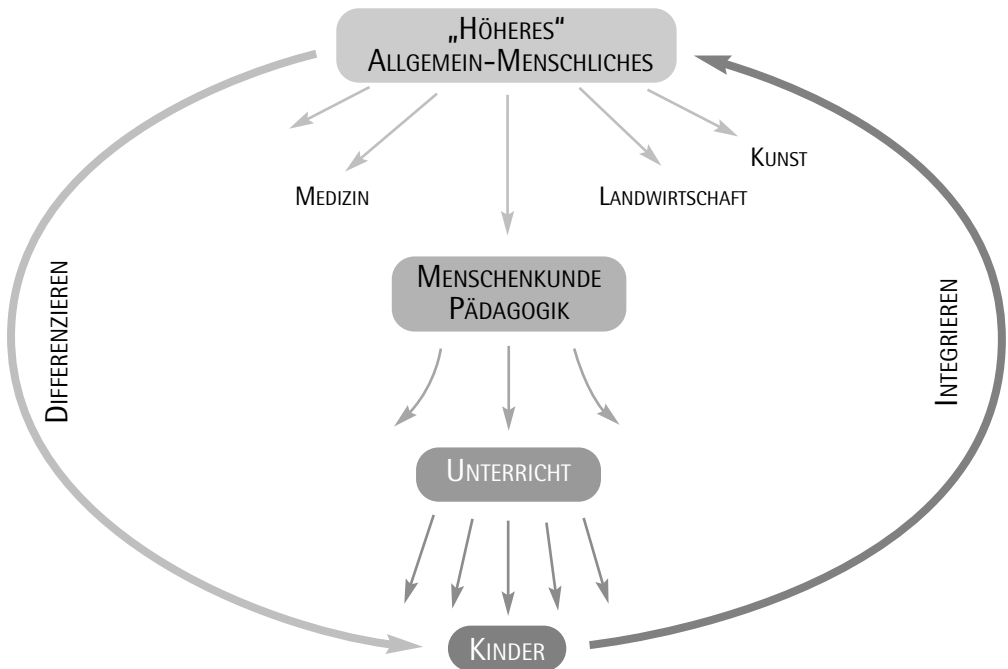 „Höheres“
Allgemein-Menschliches
Kunst
Medizin
Landwirtschaft
Differenzieren
Menschenkunde
Pädagogik
Integrieren
Unterricht
Kinder